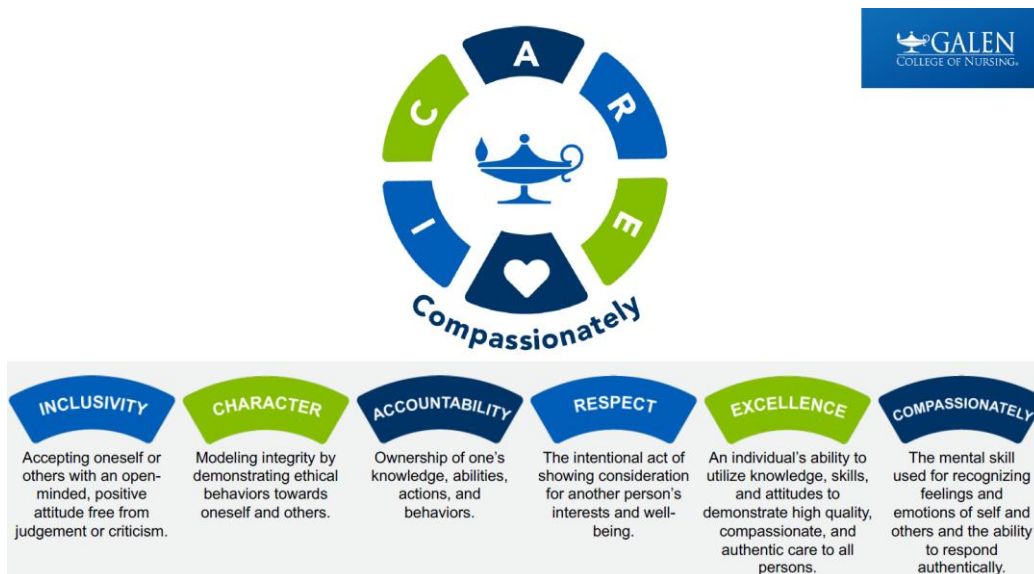 GALEN
COLLEGE OF NURSING®
I
C
A
R
E
Compassionately
INCLUSIVITY
Accepting oneself or
others with an open-
minded, positive
attitude free from
judgement or criticism.
CHARACTER
Modeling integrity by
demonstrating ethical
behaviors towards
oneself and others.
ACCOUNTABILITY
Ownership of one's
knowledge, abilities,
actions, and
behaviors.
RESPECT
The intentional act of
showing consideration
for another person's
interests and well-
being.
EXCELLENCE
An individual's ability to
utilize knowledge, skills,
and attitudes to
demonstrate high quality,
compassionate, and
authentic care to all
persons.
COMPASSIONATELY
The mental skill
used for recognizing
feelings and
emotions of self and
others and the ability
to respond
authentically.